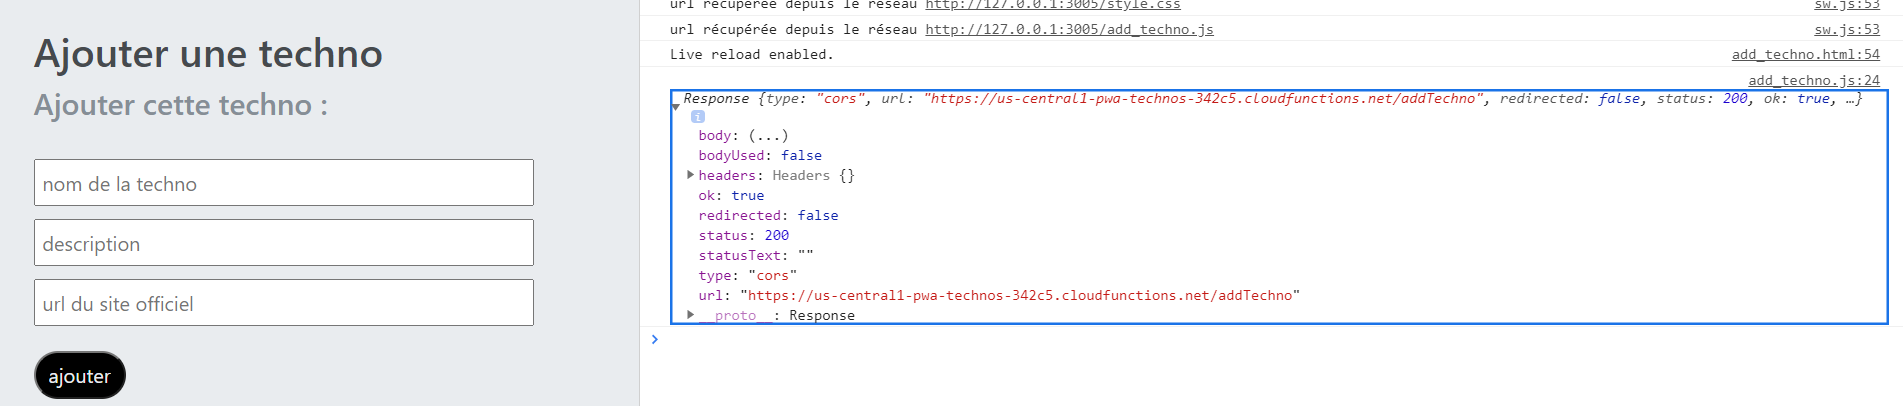 Ajouter une techno
Ajouter cette techno :
nom de la techno
description
url du site officiel
ajouter
url récupérée depuis le réseau http://127.0.0.1:3005/style.css sw.js:53
url récupérée depuis le réseau http://127.0.0.1:3005/add_techno.js sw.js:53
Live reload enabled. add_techno.html:54
add_techno.js:24
Response {type: "cors", url: "https://us-central1-pwa-technos-342c5.cloudfunctions.net/addTechno", redirected: false, status: 200, ok: true, …}
i
body: (...)
bodyUsed: false
headers: Headers {}
ok: true
redirected: false
status: 200
statusText: ""
type: "cors"
url: "https://us-central1-pwa-technos-342c5.cloudfunctions.net/addTechno"
__proto__: Response